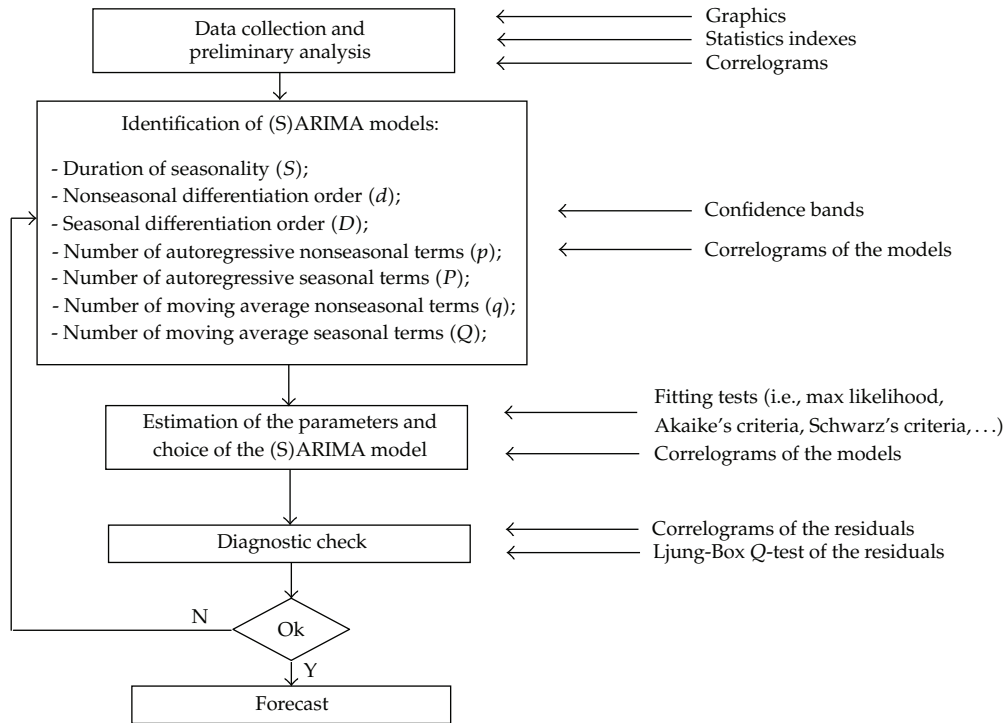 Data collection and
preliminary analysis
Graphics
Statistics indexes
Correlograms
Identification of (S)ARIMA models:
- Duration of seasonality (S);
- Nonseasonal differentiation order (d);
- Seasonal differentiation order (D);
- Number of autoregressive nonseasonal terms (p);
- Number of autoregressive seasonal terms (P);
- Number of moving average nonseasonal terms (q);
- Number of moving average seasonal terms (Q);
Confidence bands
Correlograms of the models
Estimation of the parameters and
choice of the (S)ARIMA model
Fitting tests (i.e., max likelihood,
Akaike's criteria, Schwarz's criteria, ...)
Correlograms of the models
Diagnostic check
Correlograms of the residuals
Ljung-Box Q-test of the residuals
N
Ok
Y
Forecast